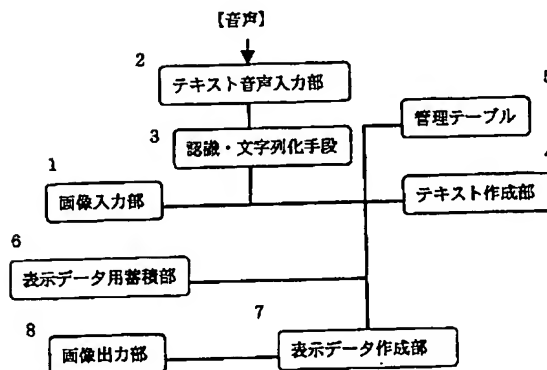 【音声】
2
テキスト音声入力部
5
管理テーブル
3
認識・文字列化手段
1
画像入力部
4
テキスト作成部
6
表示データ用蓄積部
7
表示データ作成部
8
画像出力部